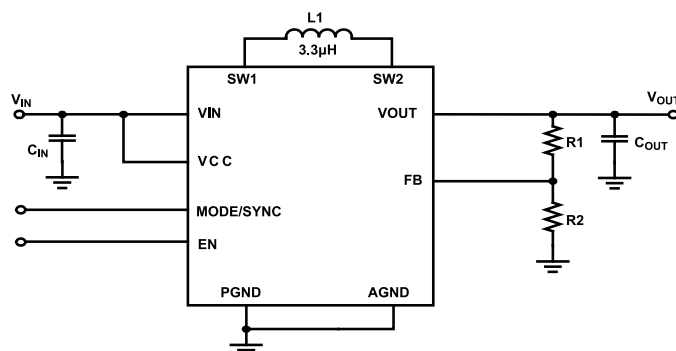 L1
3.3µH
SW1 SW2
VIN
VIN VOUT
VOUT
CIN
R1
COUT
VCC
FB
MODE/SYNC
R2
EN
PGND AGND